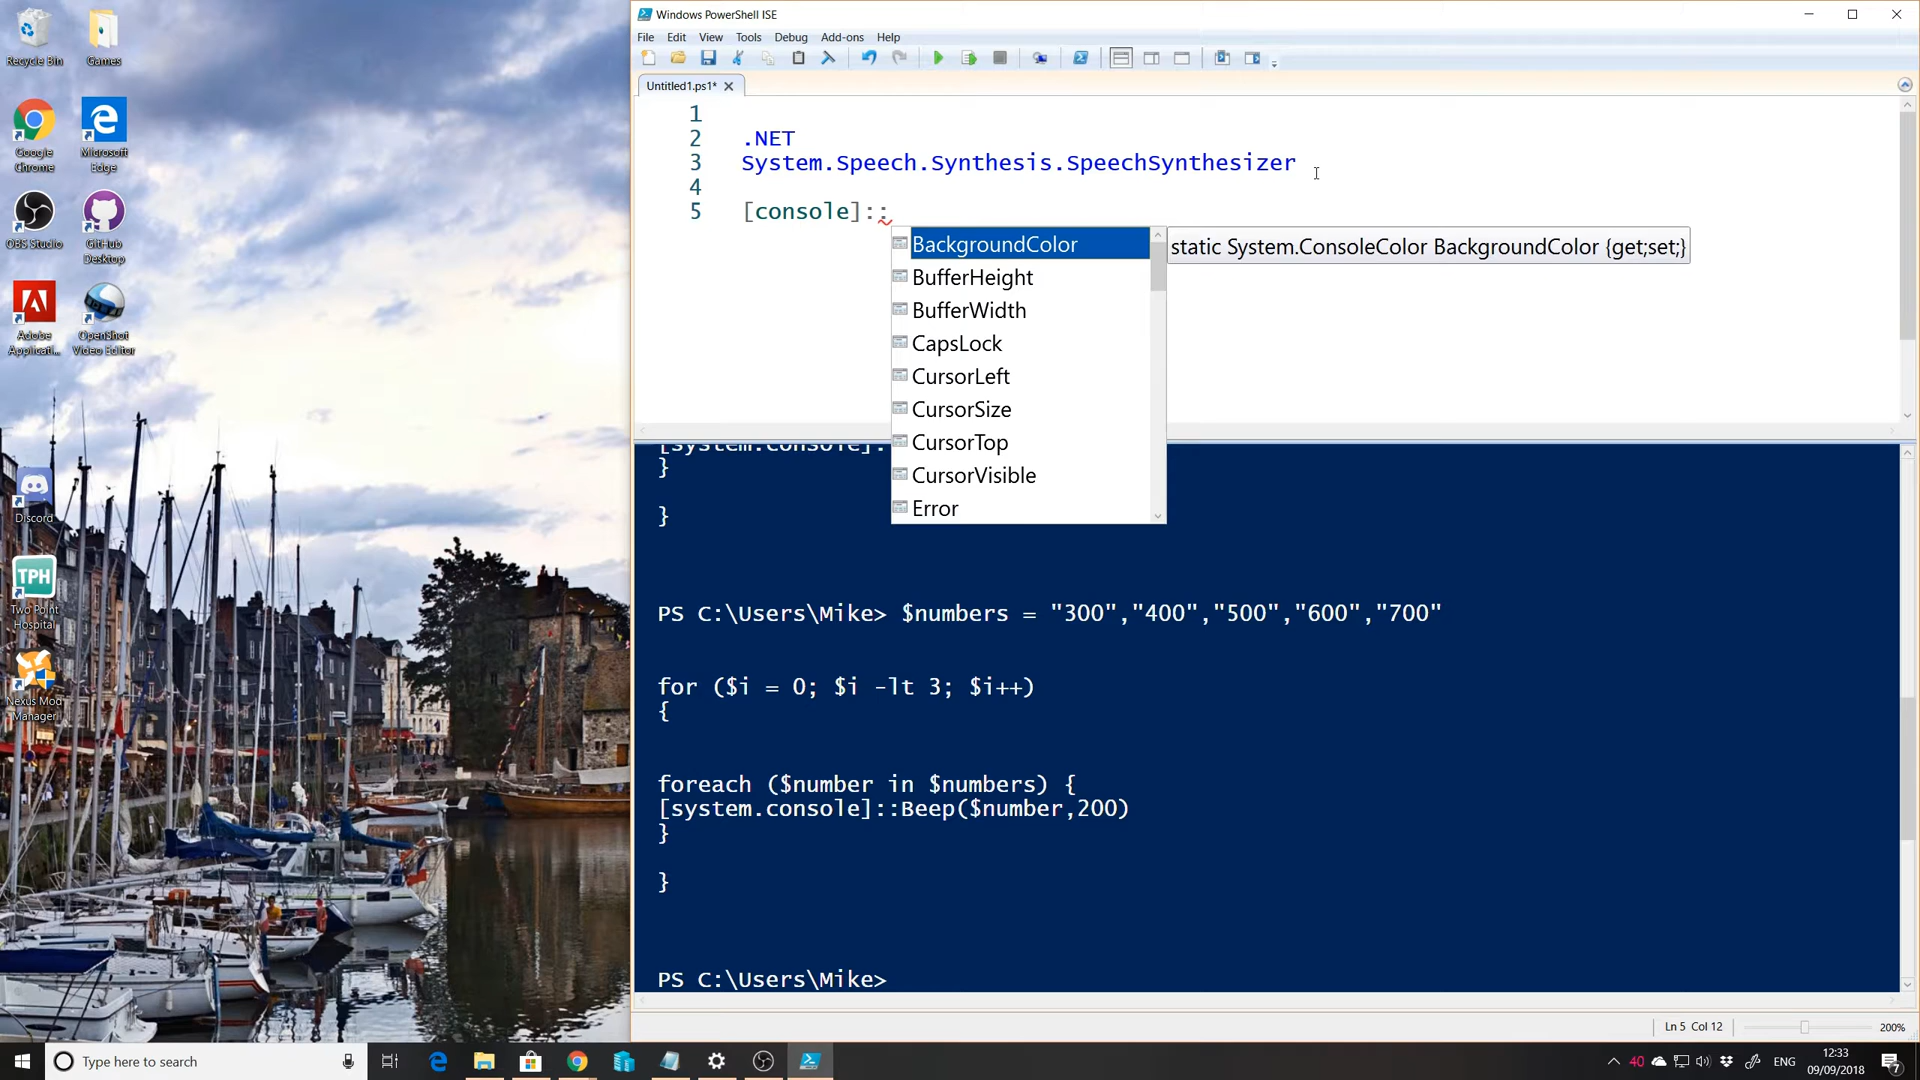 Recycle Bin
Games
Google Chrome
Microsoft Edge
OBS Studio
GitHub Desktop
Adobe Applicati...
OpenShot Video Editor
Discord
TPH
Two Point Hospital
Nexus Mod Manager
Windows PowerShell ISE
File Edit View Tools Debug Add-ons Help
Untitled1.ps1*
1
2 .NET
3 System.Speech.Synthesis.SpeechSynthesizer
4
5 [console]::
BackgroundColor
static System.ConsoleColor BackgroundColor {get;set;}
BufferHeight
BufferWidth
CapsLock
CursorLeft
CursorSize
CursorTop
CursorVisible
Error
[system.console]:
}
}
PS C:\Users\Mike> $numbers = "300","400","500","600","700"
for ($i = 0; $i -lt 3; $i++)
{
foreach ($number in $numbers) {
[system.console]::Beep($number,200)
}
}
PS C:\Users\Mike>
Ln 5 Col 12
200%
Type here to search
40
ENG
12:33
09/09/2018
7